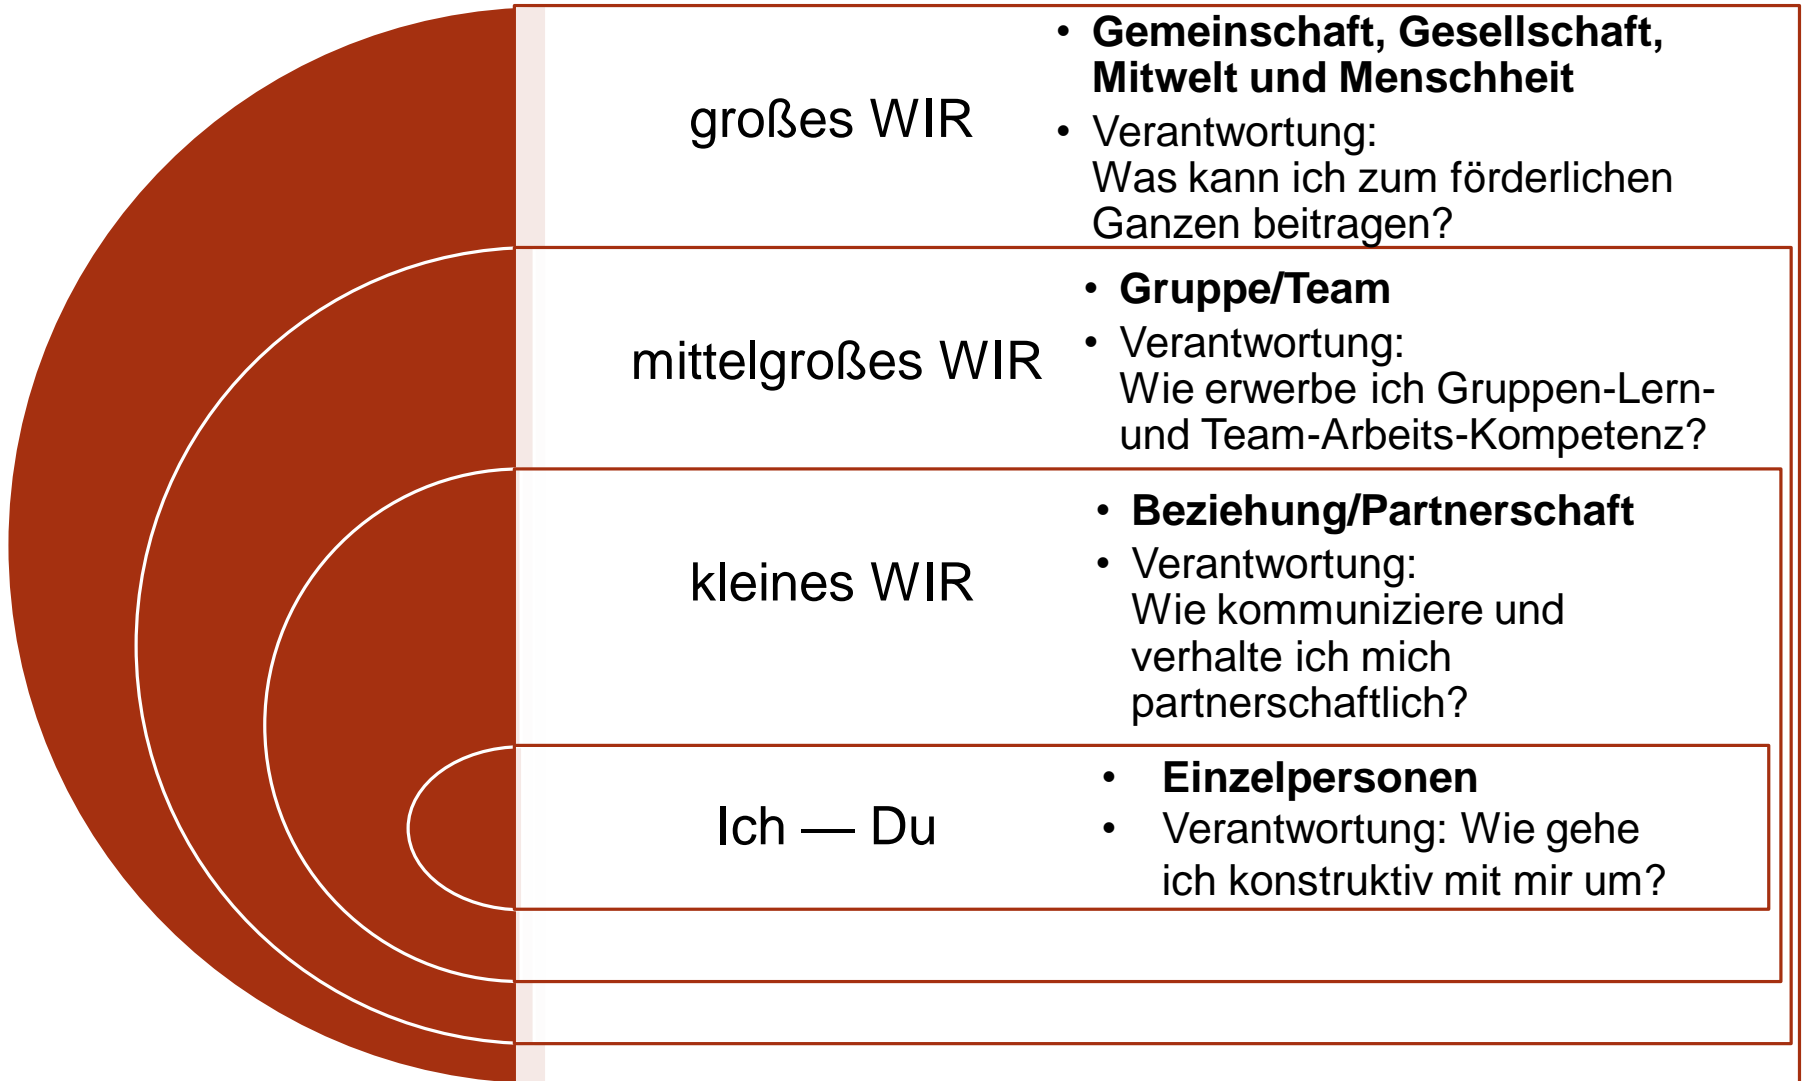 großes WIR
• Gemeinschaft, Gesellschaft,
Mitwelt und Menschheit
• Verantwortung:
Was kann ich zum förderlichen
Ganzen beitragen?
mittelgroßes WIR
• Gruppe/Team
• Verantwortung:
Wie erwerbe ich Gruppen-Lern-
und Team-Arbeits-Kompetenz?
kleines WIR
• Beziehung/Partnerschaft
• Verantwortung:
Wie kommuniziere und
verhalte ich mich
partnerschaftlich?
Ich — Du
• Einzelpersonen
• Verantwortung: Wie gehe
ich konstruktiv mit mir um?